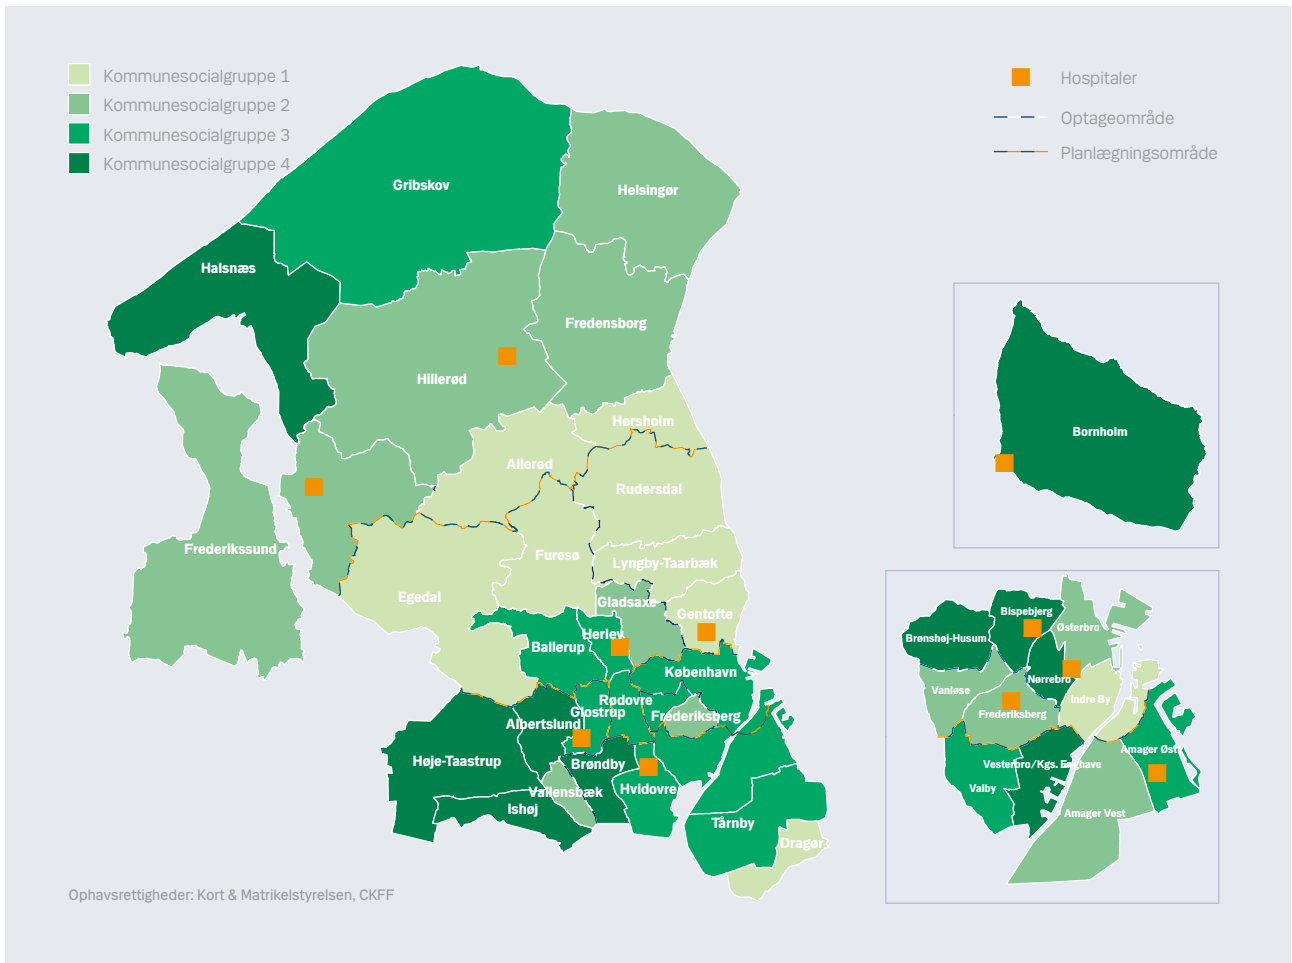 Kommunesocialgruppe 1
Kommunesocialgruppe 2
Kommunesocialgruppe 3
Kommunesocialgruppe 4
Hospitaler
Optageområde
Planlægningsområde
Gribskov
Helsingør
Halsnæs
Fredensborg
Hillerød
Hørsholm
Allerød
Rudersdal
Frederikssund
Furesø
Lyngby-Taarbæk
Egedal
Gladsaxe
Gentofte
Herlev
Ballerup
København
Rødovre
Glostrup
Frederiksberg
Albertslund
Høje-Taastrup
Brøndby
Vallensbæk
Hvidovre
Ishøj
Tårnby
Dragør
Bornholm
Bispebjerg
Østerbro
Brønshøj-Husum
Nørrebro
Vanløse
Indre By
Frederiksberg
Amager Øst
Vesterbro/Kgs. Enghave
Valby
Amager Vest
Ophavsrettigheder: Kort & Matrikelstyrelsen, CKFF